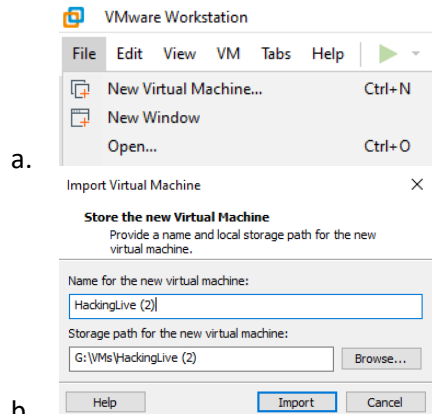 VMware Workstation
File Edit View VM Tabs Help
New Virtual Machine... Ctrl+N
New Window
Open... Ctrl+O
a.
Import Virtual Machine
Store the new Virtual Machine
Provide a name and local storage path for the new
virtual machine.
Name for the new virtual machine:
HackingLive (2)
Storage path for the new virtual machine:
G:\VMs\HackingLive (2) Browse...
Help Import Cancel
b